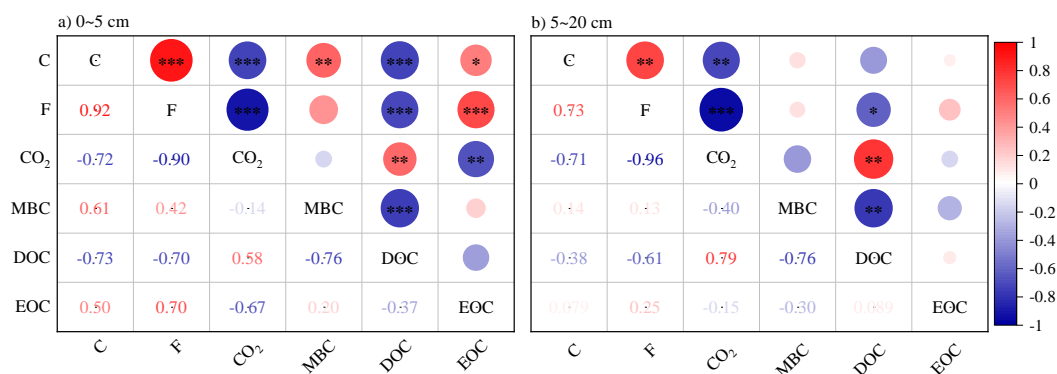 a) 0~5 cm
b) 5~20 cm
C C *** *** ** *** *
F 0.92 F *** *** ***
CO2 -0.72 -0.90 CO2 ** **
MBC 0.61 0.42 -0.14 MBC ***
DOC -0.73 -0.70 0.58 -0.76 DOC
EOC 0.50 0.70 -0.67 0.20 -0.37 EOC
C F CO2 MBC DOC EOC
C ** **
0.73 F *** *
-0.71 -0.96 CO2 **
0.14 0.13 -0.40 MBC **
-0.38 -0.61 0.79 -0.76 DOC
0.079 0.25 -0.15 -0.30 0.089 EOC
C F CO2 MBC DOC EOC
1
0.8
0.6
0.4
0.2
0
-0.2
-0.4
-0.6
-0.8
-1